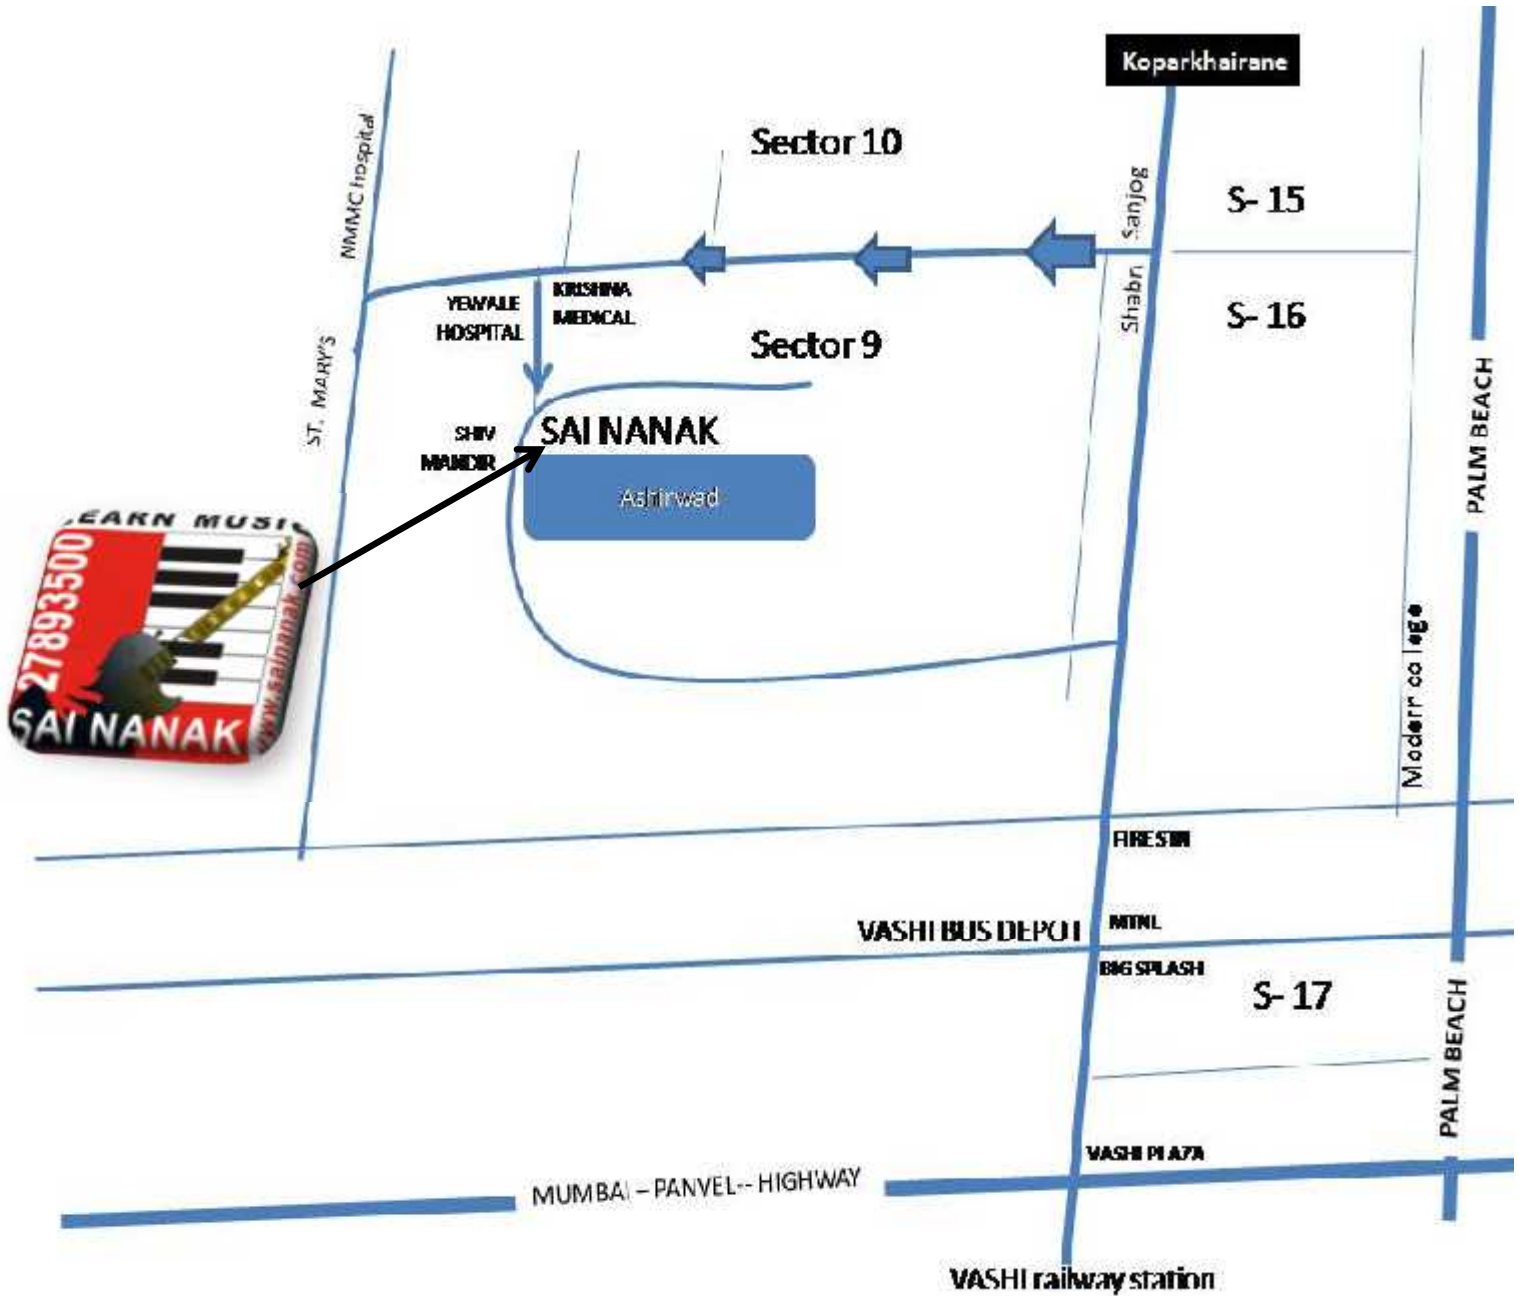 Koparkhairane
Sector 10
NMMC hospital
Sanjog
S- 15
Shabri
S- 16
YEWALE
HOSPITAL
KRISHNA
MEDICAL
Sector 9
ST. MARY'S
PALM BEACH
SHIV
MANDIR
SAI NANAK
Ashirwad
LEARN MUSIC
27893500
www.sainanak.com
SAI NANAK
Modern college
FIRE STN
VASHI BUS DEPOT
MTNL
BIG SPLASH
S- 17
PALM BEACH
VASHI PLAZA
MUMBAI – PANVEL-- HIGHWAY
VASHI railway station